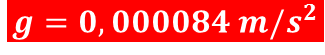 g = 0,000084 m/s²